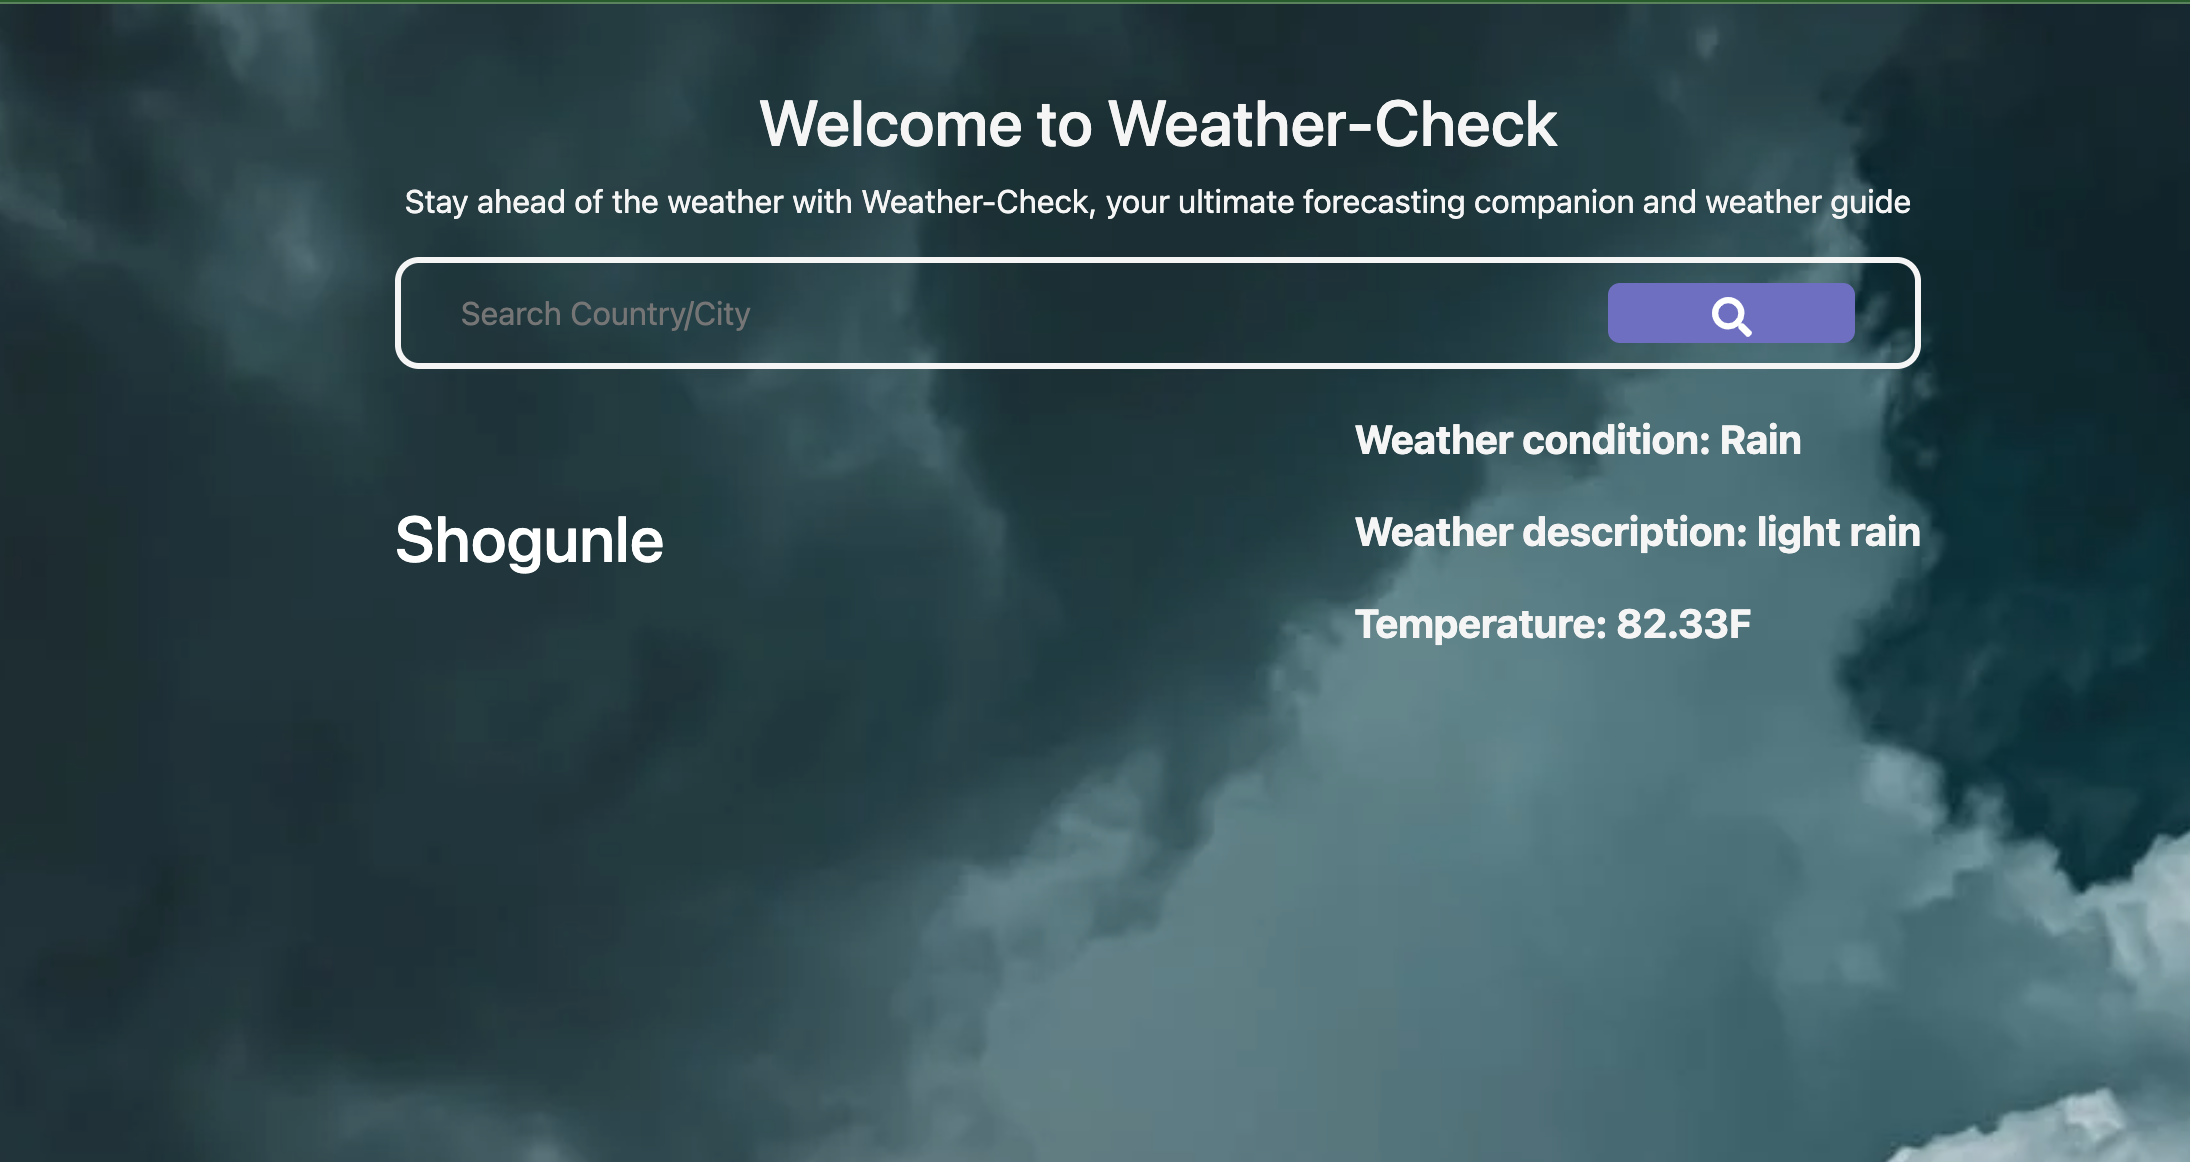 Welcome to Weather-Check
Stay ahead of the weather with Weather-Check, your ultimate forecasting companion and weather guide
Search Country/City
Shogunle
Weather condition: Rain
Weather description: light rain
Temperature: 82.33F